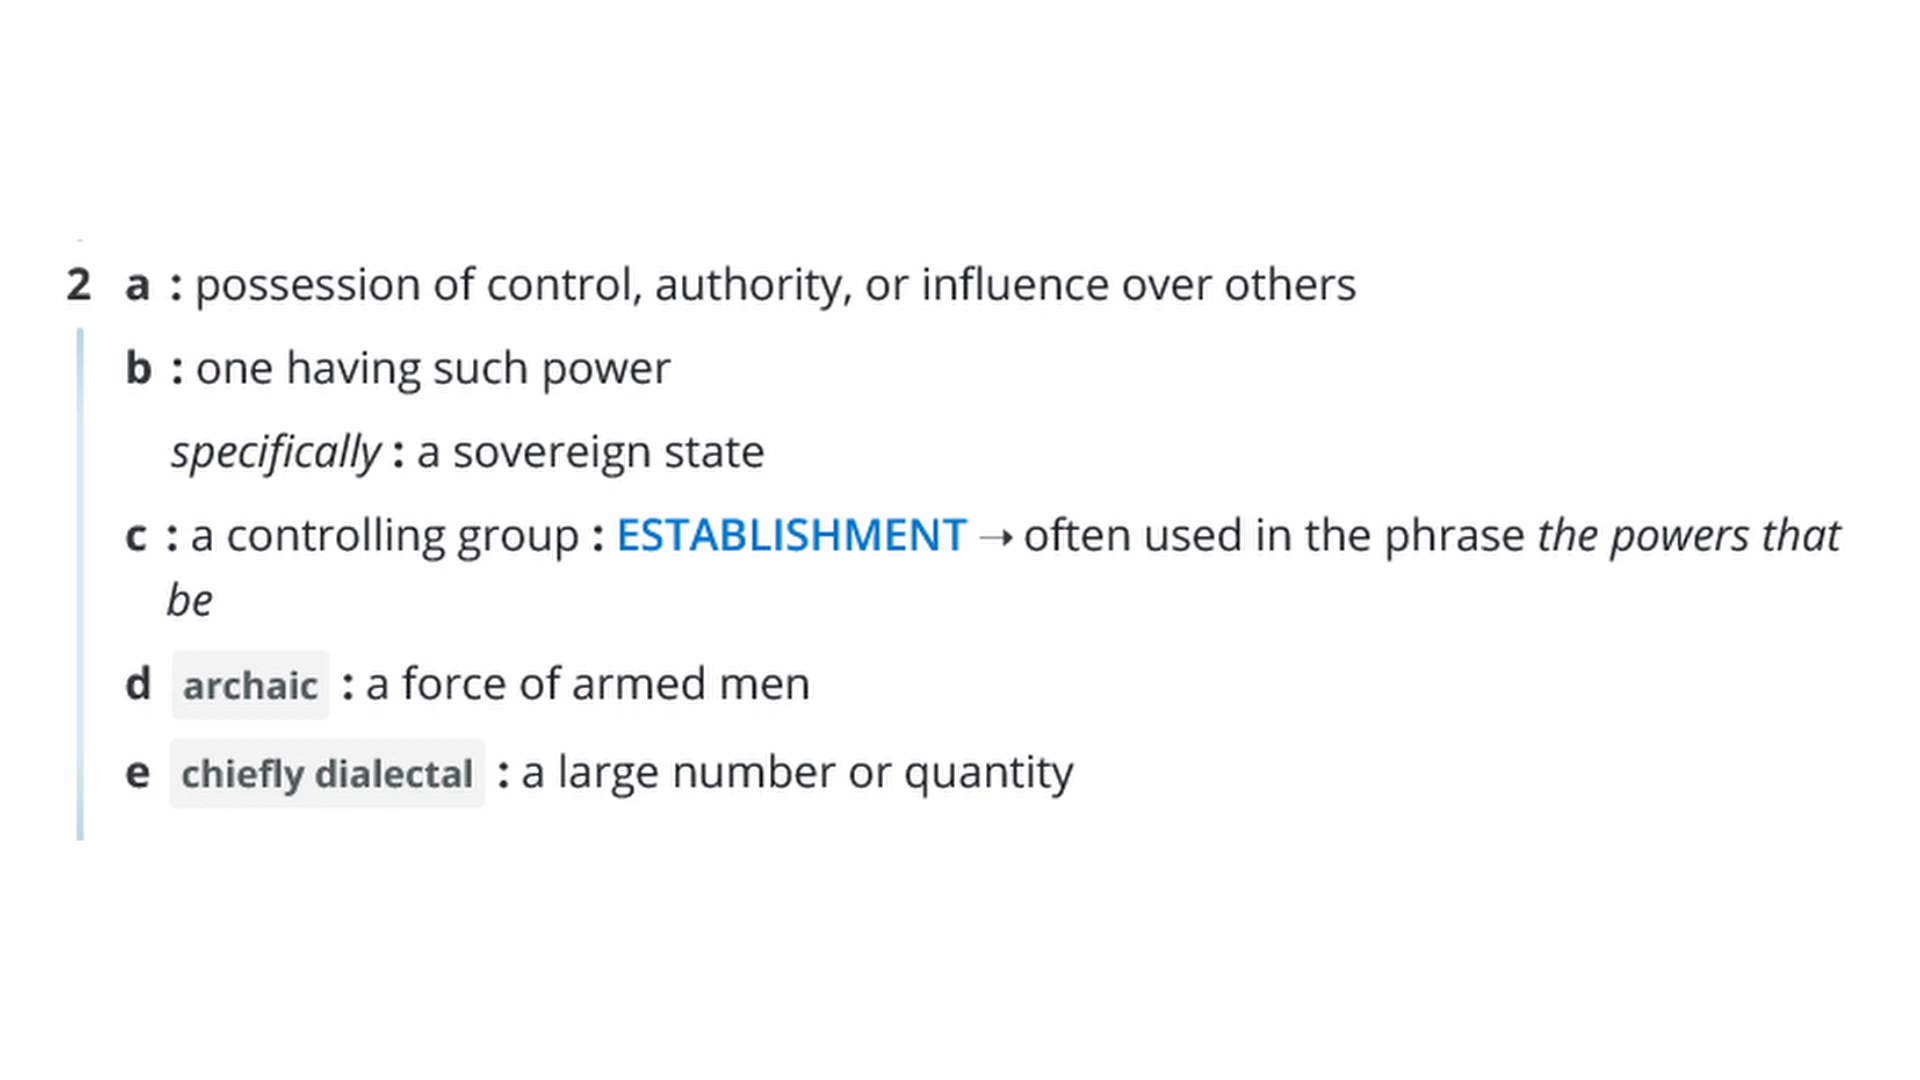 2 a : possession of control, authority, or influence over others
b : one having such power
specifically : a sovereign state
c : a controlling group : ESTABLISHMENT → often used in the phrase the powers that
be
d archaic : a force of armed men
e chiefly dialectal : a large number or quantity